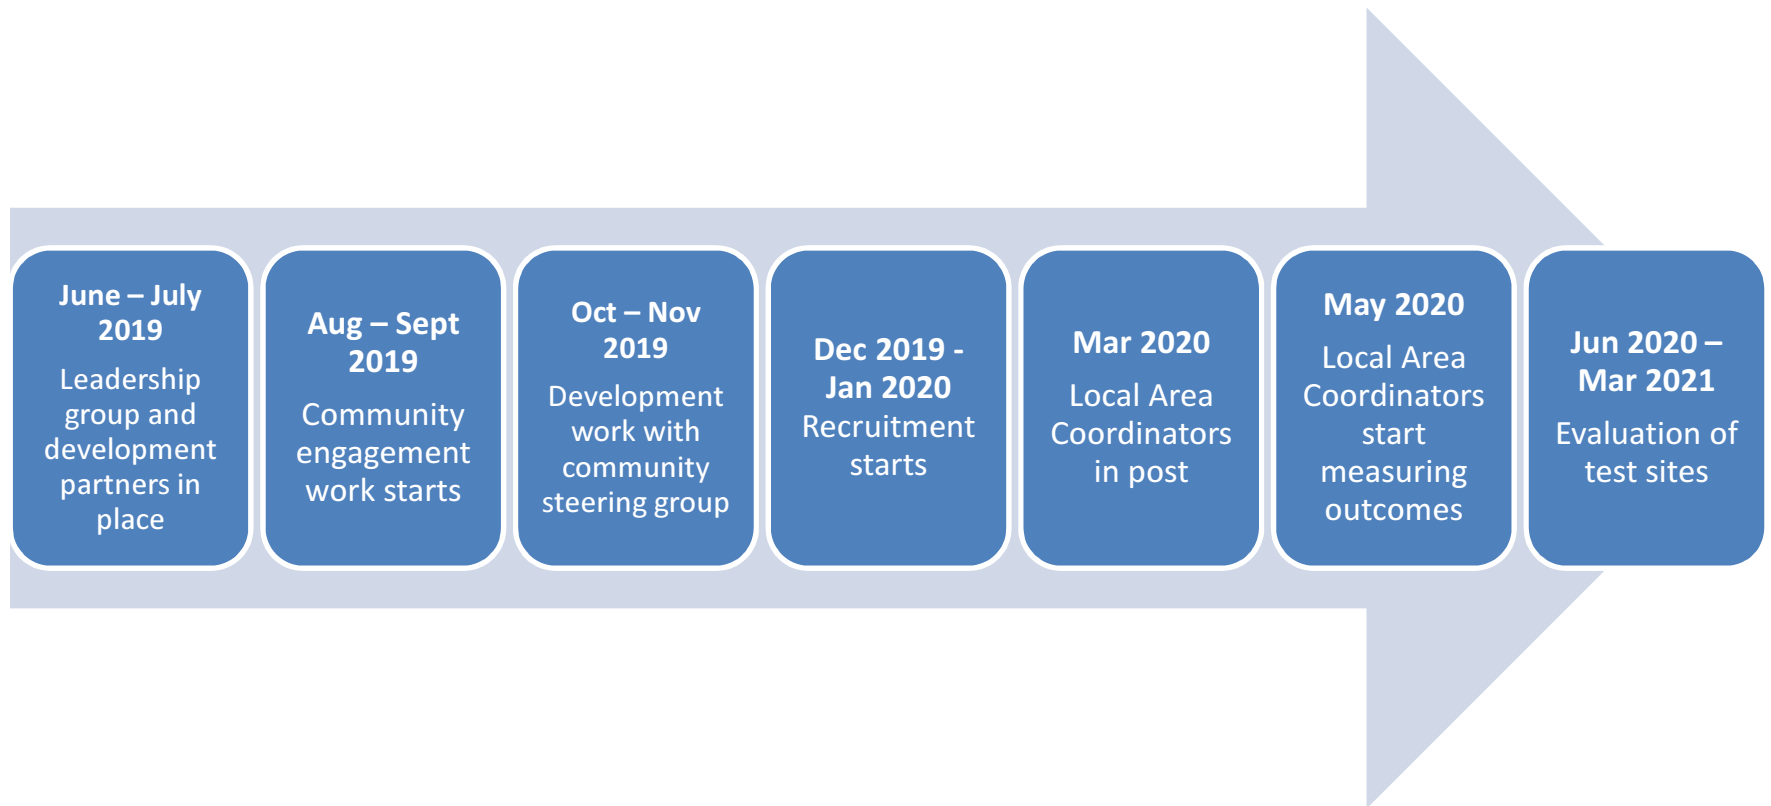 June – July
2019
Leadership
group and
development
partners in
place
Aug – Sept
2019
Community
engagement
work starts
Oct – Nov
2019
Development
work with
community
steering group
Dec 2019 -
Jan 2020
Recruitment
starts
Mar 2020
Local Area
Coordinators
in post
May 2020
Local Area
Coordinators
start
measuring
outcomes
Jun 2020 –
Mar 2021
Evaluation of
test sites